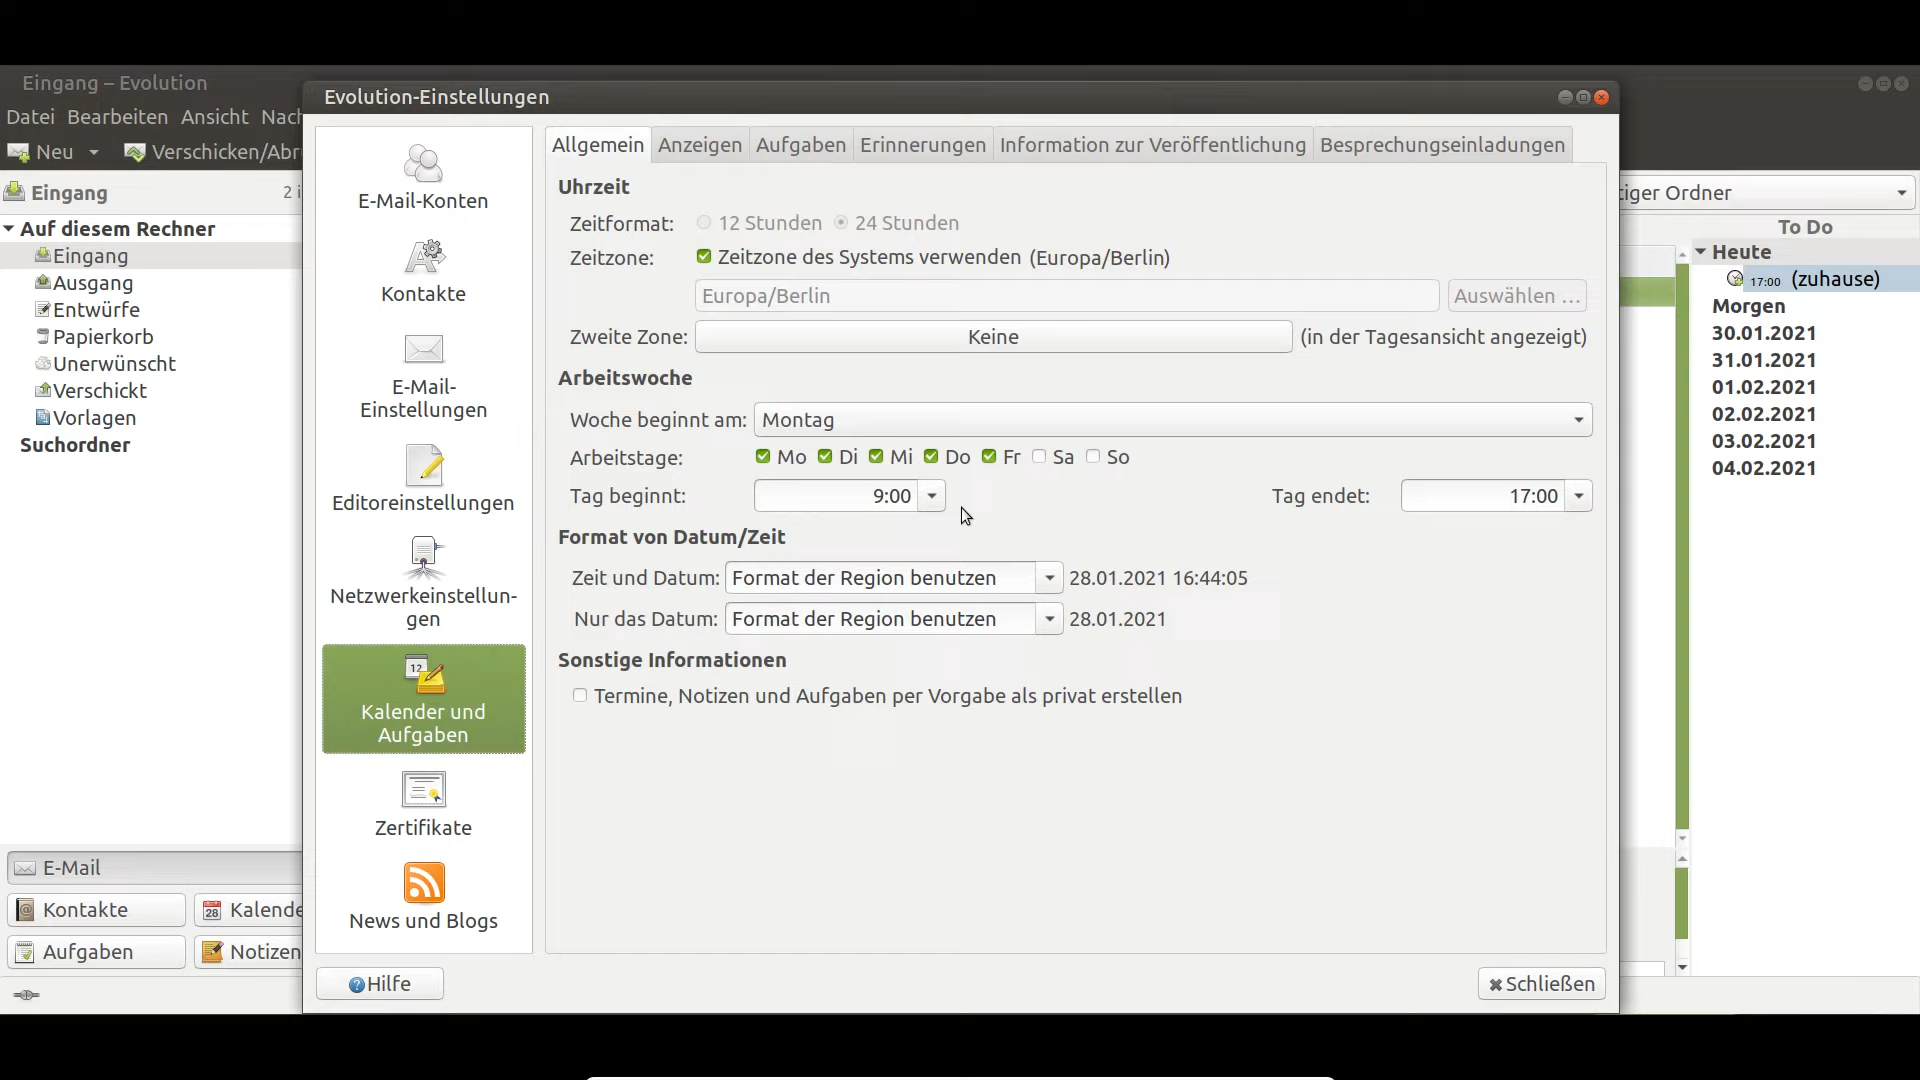 Eingang – Evolution
Datei Bearbeiten Ansicht Nach
Neu Verschicken/Abr
Eingang 2 i
Auf diesem Rechner
Eingang
Ausgang
Entwürfe
Papierkorb
Unerwünscht
Verschickt
Vorlagen
Suchordner
E-Mail
Kontakte Kalende
Aufgaben Notizen
Evolution-Einstellungen
E-Mail-Konten
Kontakte
E-Mail-
Einstellungen
Editoreinstellungen
Netzwerkeinstellun-
gen
12
Kalender und
Aufgaben
Zertifikate
News und Blogs
Allgemein Anzeigen Aufgaben Erinnerungen Information zur Veröffentlichung Besprechungseinladungen
Uhrzeit
Zeitformat: 12 Stunden 24 Stunden
Zeitzone: Zeitzone des Systems verwenden (Europa/Berlin)
Europa/Berlin Auswählen …
Zweite Zone: Keine (in der Tagesansicht angezeigt)
Arbeitswoche
Woche beginnt am: Montag
Arbeitstage: Mo Di Mi Do Fr Sa So
Tag beginnt: 9:00 Tag endet: 17:00
Format von Datum/Zeit
Zeit und Datum: Format der Region benutzen 28.01.2021 16:44:05
Nur das Datum: Format der Region benutzen 28.01.2021
Sonstige Informationen
Termine, Notizen und Aufgaben per Vorgabe als privat erstellen
Hilfe Schließen
tiger Ordner
To Do
Heute
17:00 (zuhause)
Morgen
30.01.2021
31.01.2021
01.02.2021
02.02.2021
03.02.2021
04.02.2021